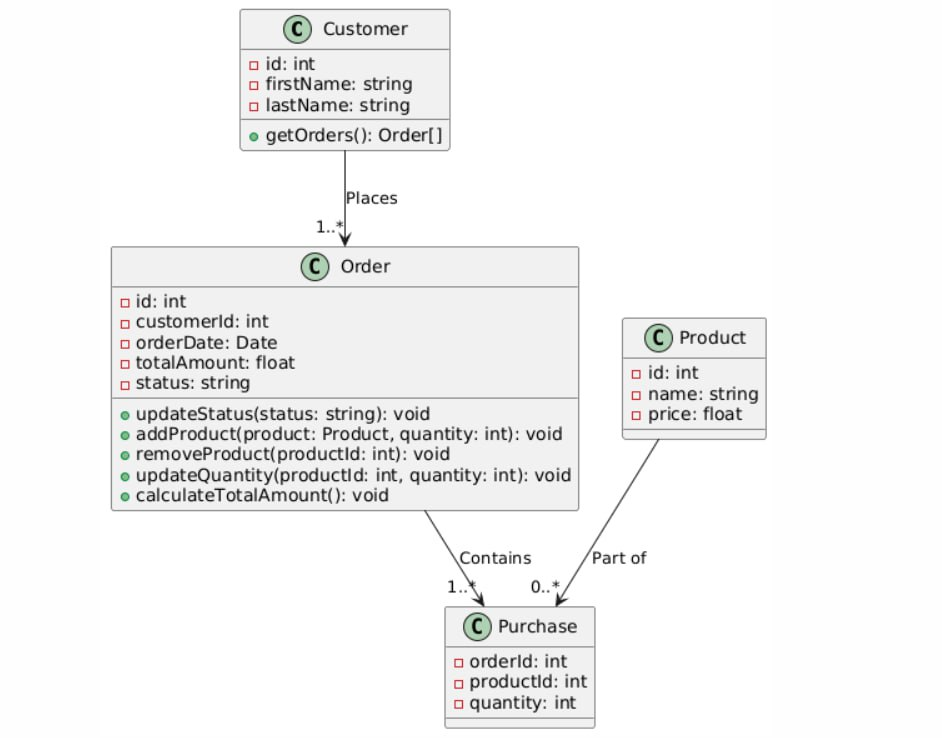 C Customer
id: int
firstName: string
lastName: string
getOrders(): Order[]
Places
1..*
C Order
id: int
customerId: int
orderDate: Date
totalAmount: float
status: string
updateStatus(status: string): void
addProduct(product: Product, quantity: int): void
removeProduct(productId: int): void
updateQuantity(productId: int, quantity: int): void
calculateTotalAmount(): void
C Product
id: int
name: string
price: float
Contains
1..*
Part of
0..*
C Purchase
orderId: int
productId: int
quantity: int